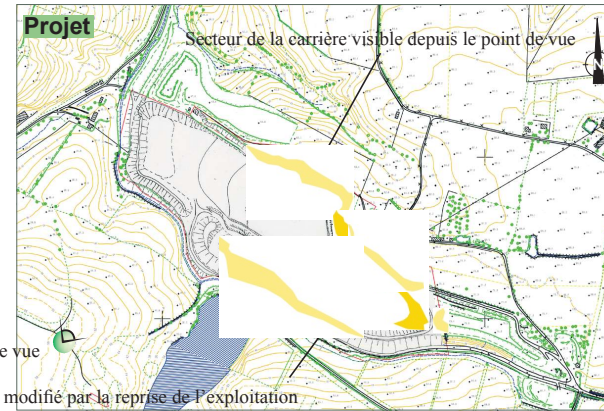 Projet
Secteur de la carrière visible depuis le point de vue
N
e vue
modifié par la reprise de l'exploitation